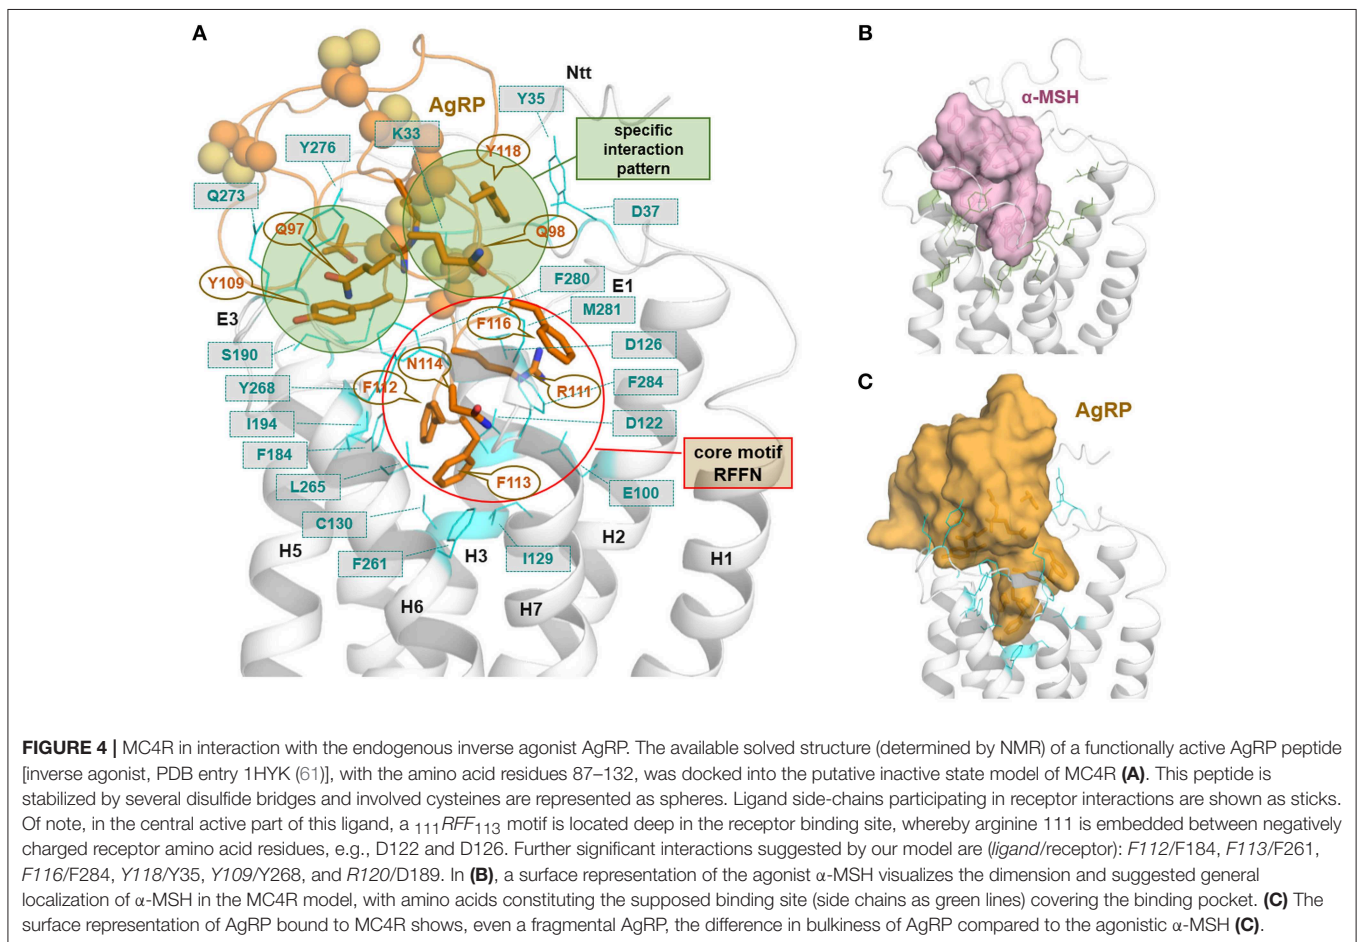 A
B
C
AgRP
Ntt
Y35
K33
Y118
specific
interaction
pattern
Y276
Q273
D37
Q97
Q98
Y109
F280
E1
M281
E3
F116
D126
S190
N114
F284
Y268
F112
R111
I194
D122
F184
core motif
RFFN
L265
F113
E100
C130
H5
H3
H2
H1
F261
I129
H6
H7
α-MSH
AgRP
FIGURE 4 | MC4R in interaction with the endogenous inverse agonist AgRP. The available solved structure (determined by NMR) of a functionally active AgRP peptide
[inverse agonist, PDB entry 1HYK (61)], with the amino acid residues 87–132, was docked into the putative inactive state model of MC4R (A). This peptide is
stabilized by several disulfide bridges and involved cysteines are represented as spheres. Ligand side-chains participating in receptor interactions are shown as sticks.
Of note, in the central active part of this ligand, a 111RFF113 motif is located deep in the receptor binding site, whereby arginine 111 is embedded between negatively
charged receptor amino acid residues, e.g., D122 and D126. Further significant interactions suggested by our model are (ligand/receptor): F112/F184, F113/F261,
F116/F284, Y118/Y35, Y109/Y268, and R120/D189. In (B), a surface representation of the agonist α-MSH visualizes the dimension and suggested general
localization of α-MSH in the MC4R model, with amino acids constituting the supposed binding site (side chains as green lines) covering the binding pocket. (C) The
surface representation of AgRP bound to MC4R shows, even a fragmental AgRP, the difference in bulkiness of AgRP compared to the agonistic α-MSH (C).